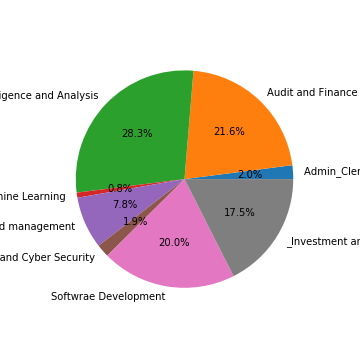 Audit and Finance
igence and Analysis
28.3%
21.6%
2.0%
Admin_Cler
0.8%
ine Learning
7.8%
17.5%
d management
1.9%
_Investment ar
20.0%
and Cyber Security
Softwrae Development